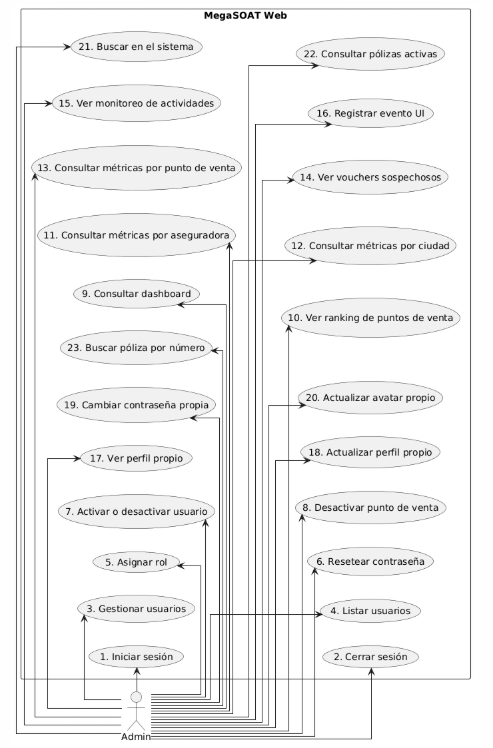 MegaSOAT Web
21. Buscar en el sistema
22. Consultar pólizas activas
15. Ver monitoreo de actividades
16. Registrar evento UI
13. Consultar métricas por punto de venta
14. Ver vouchers sospechosos
11. Consultar métricas por aseguradora
12. Consultar métricas por ciudad
9. Consultar dashboard
10. Ver ranking de puntos de venta
23. Buscar póliza por número
19. Cambiar contraseña propia
20. Actualizar avatar propio
17. Ver perfil propio
18. Actualizar perfil propio
7. Activar o desactivar usuario
8. Desactivar punto de venta
5. Asignar rol
6. Resetear contraseña
3. Gestionar usuarios
4. Listar usuarios
1. Iniciar sesión
2. Cerrar sesión
Admin